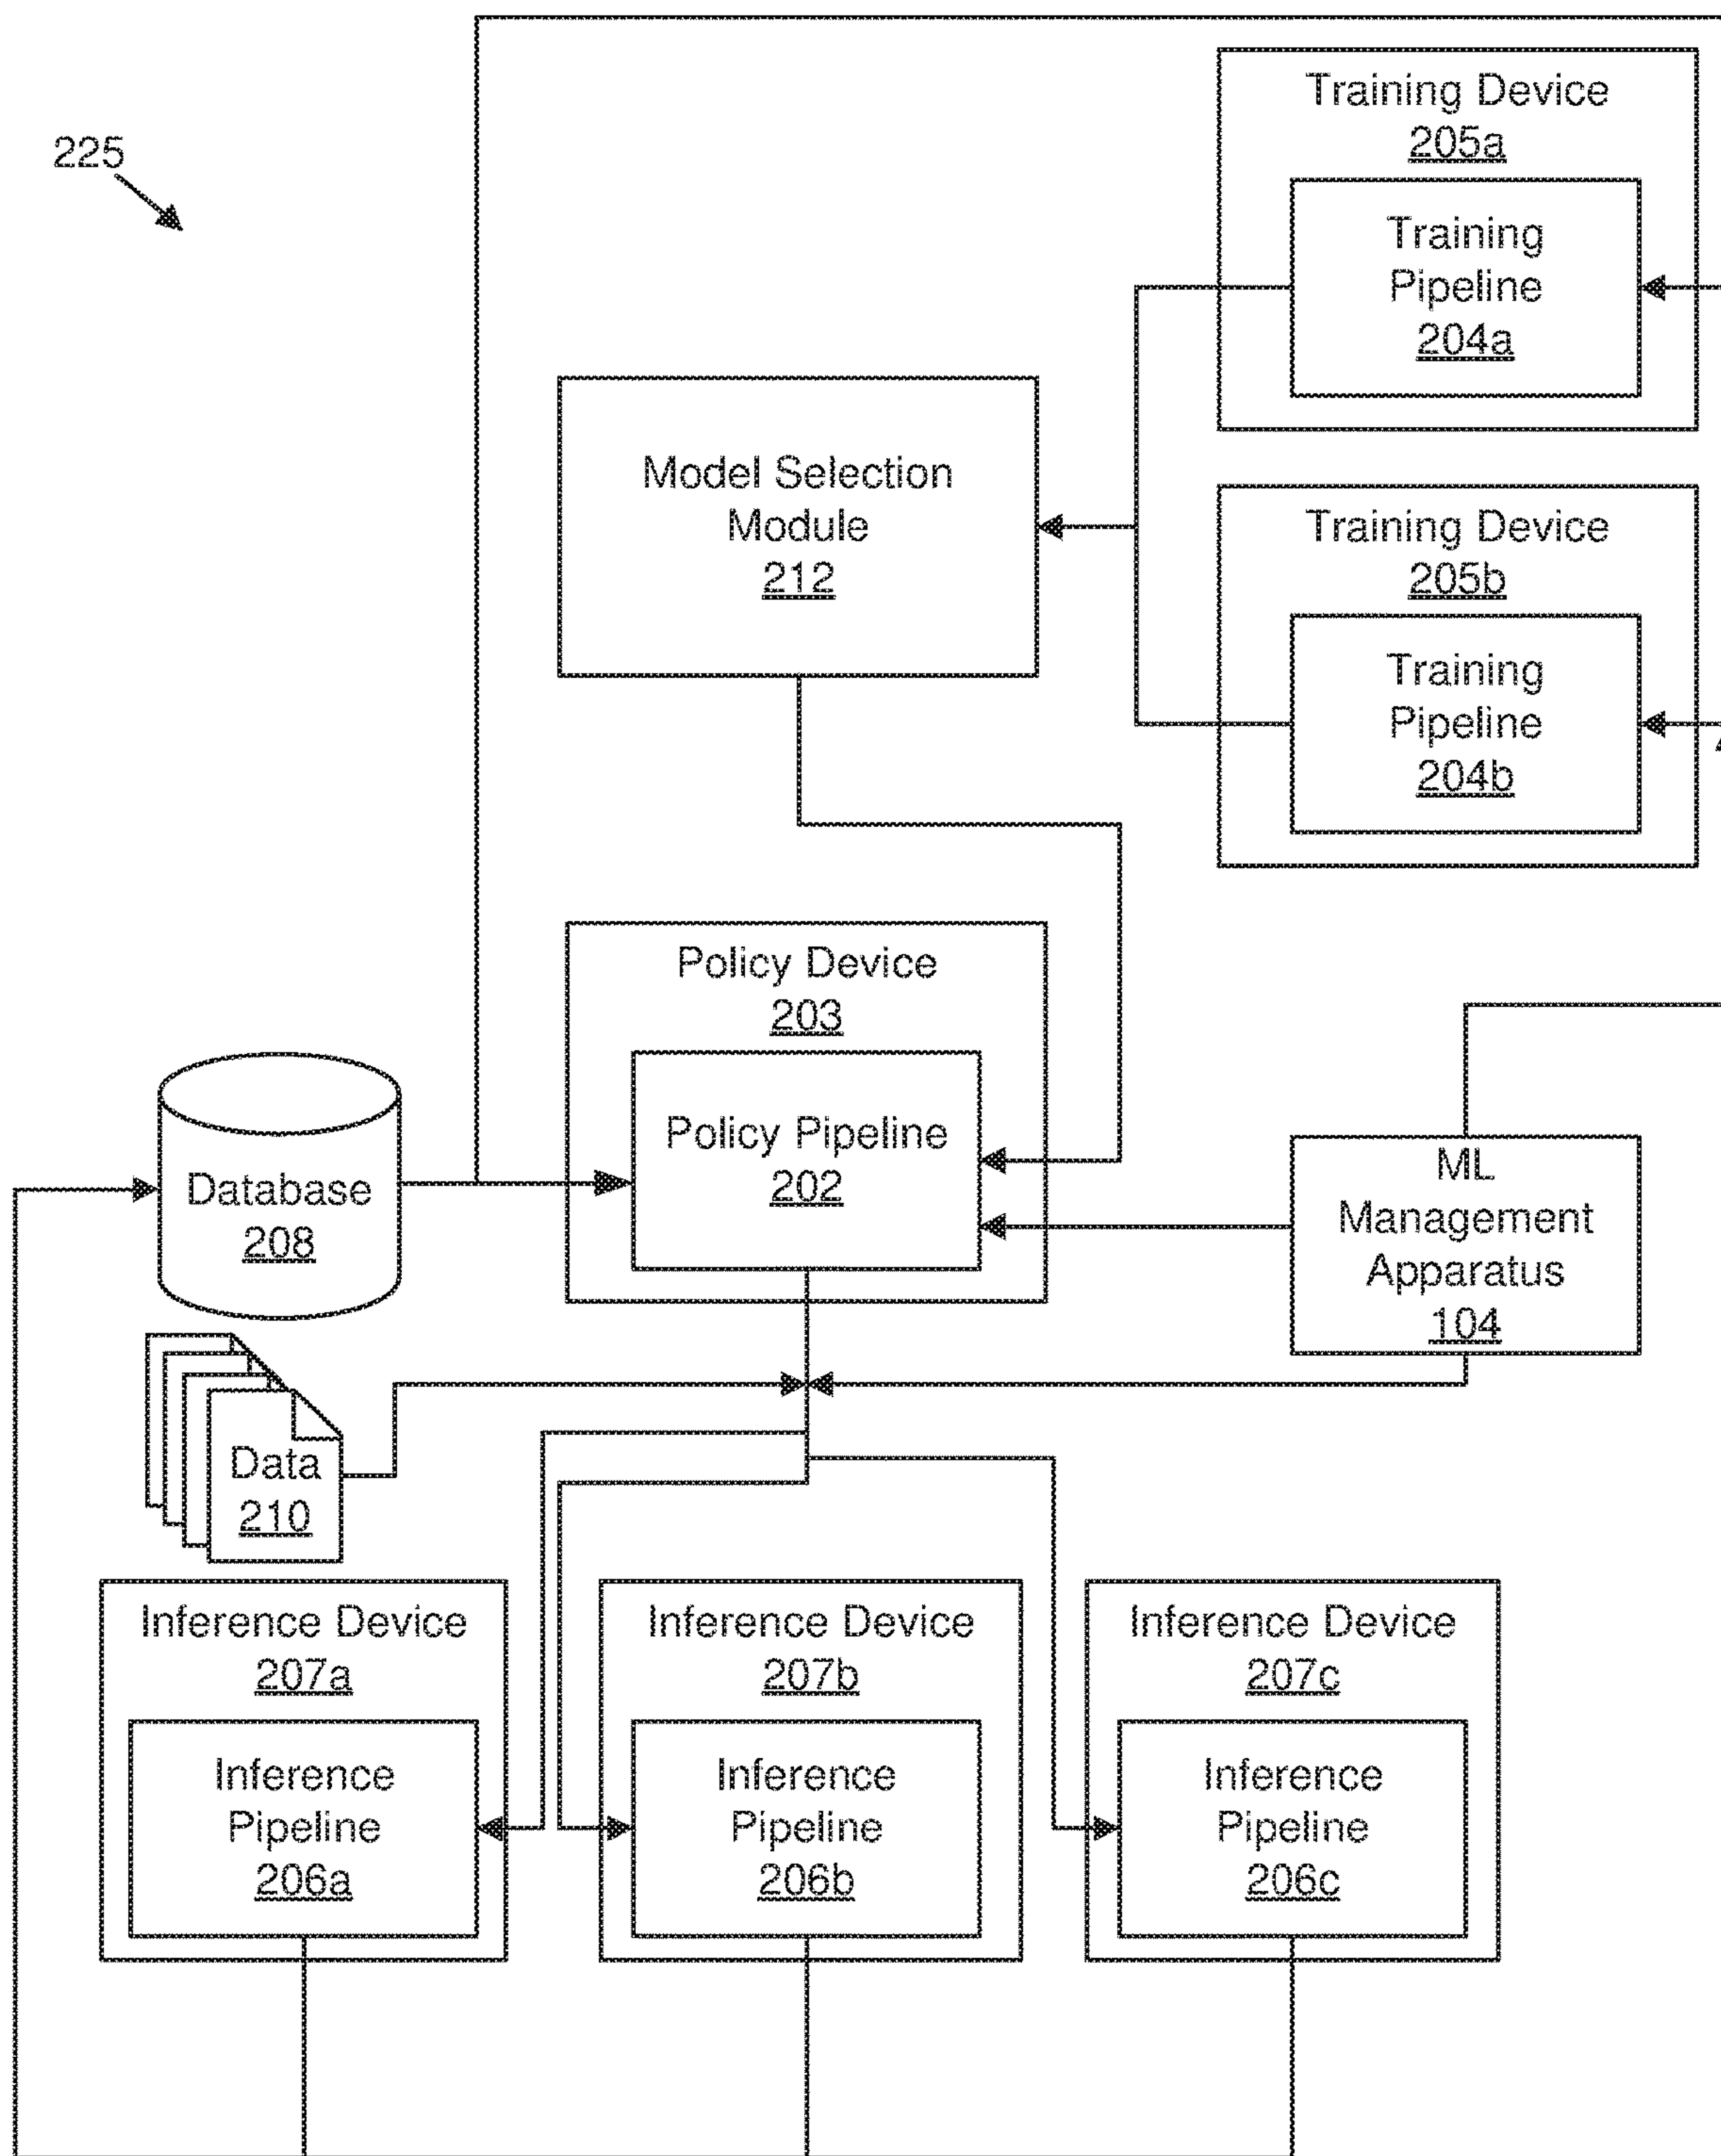 225
Training Device
205a
Training
Pipeline
204a
Model Selection
Module
212
Training Device
205b
Training
Pipeline
204b
Policy Device
203
Policy Pipeline
202
Database
208
ML
Management
Apparatus
104
Data
210
Inference Device
207a
Inference
Pipeline
206a
Inference Device
207b
Inference
Pipeline
206b
Inference Device
207c
Inference
Pipeline
206c